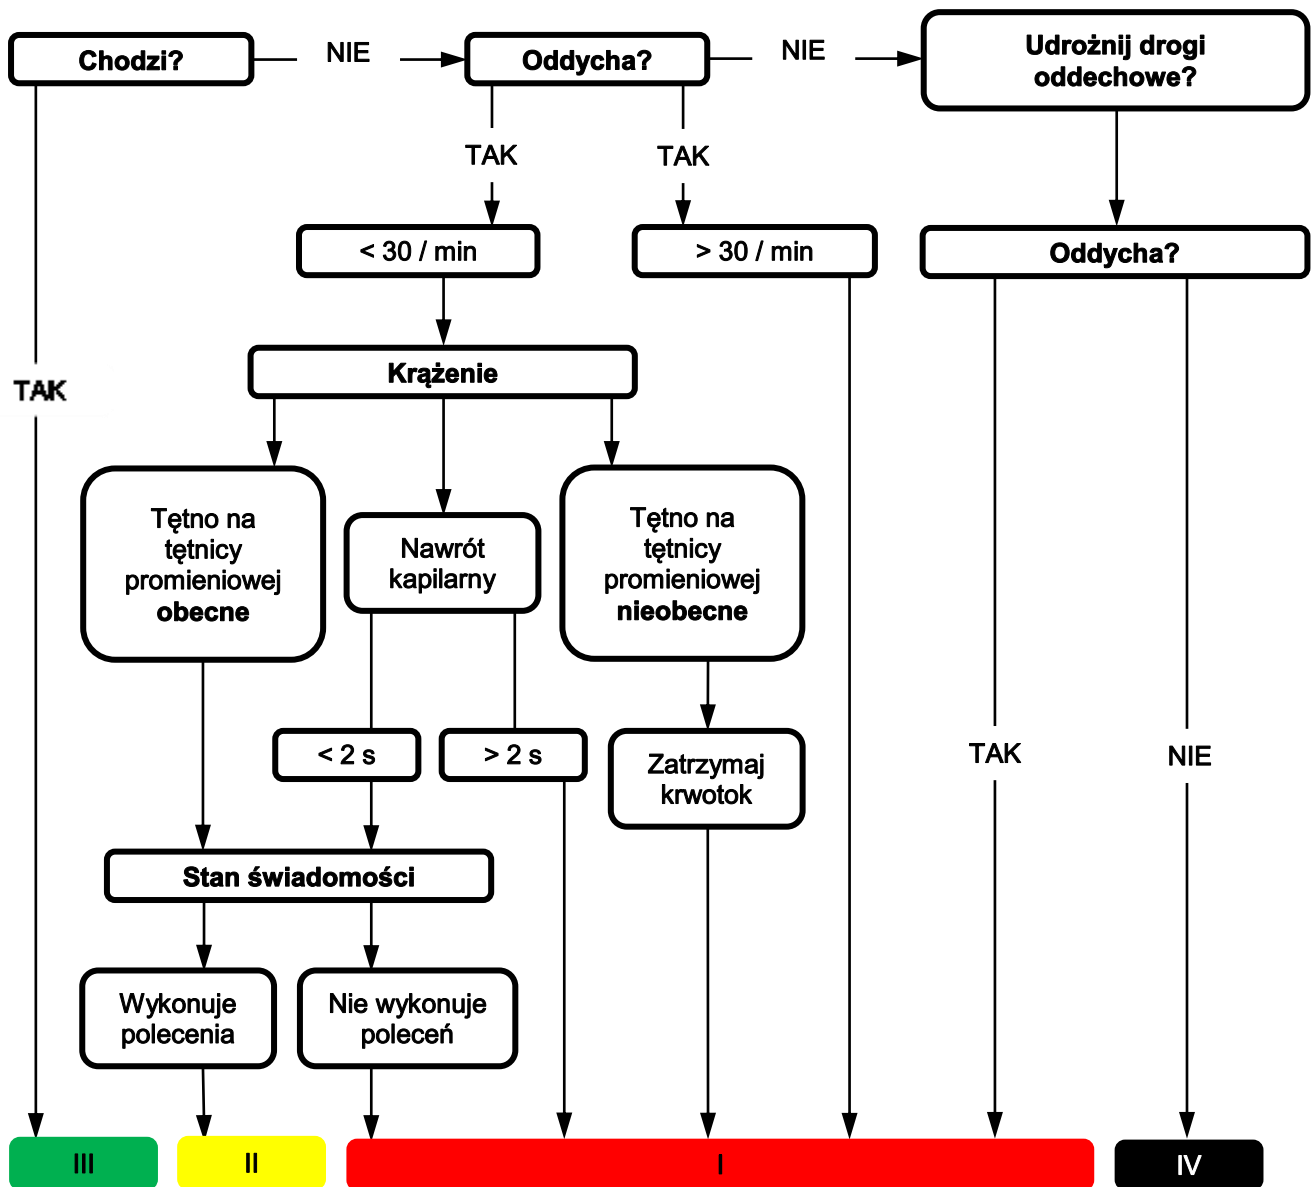 Chodzi?
NIE
Oddycha?
NIE
Udrożnij drogi
oddechowe?
TAK
TAK
< 30 / min
> 30 / min
Oddycha?
Krążenie
TAK
Tętno na
tętnicy
promieniowej
obecne
Nawrót
kapilarny
Tętno na
tętnicy
promieniowej
nieobecne
< 2 s
> 2 s
Zatrzymaj
krwotok
TAK
NIE
Stan świadomości
Wykonuje
polecenia
Nie wykonuje
poleceń
III
II
I
IV